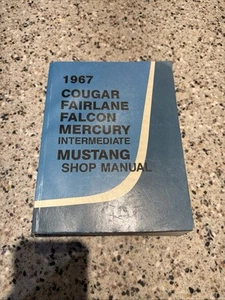 1967
COUGAR
FAIRLANE
FALCON
MERCURY
INTERMEDIATE
MUSTANG
SHOP MANUAL